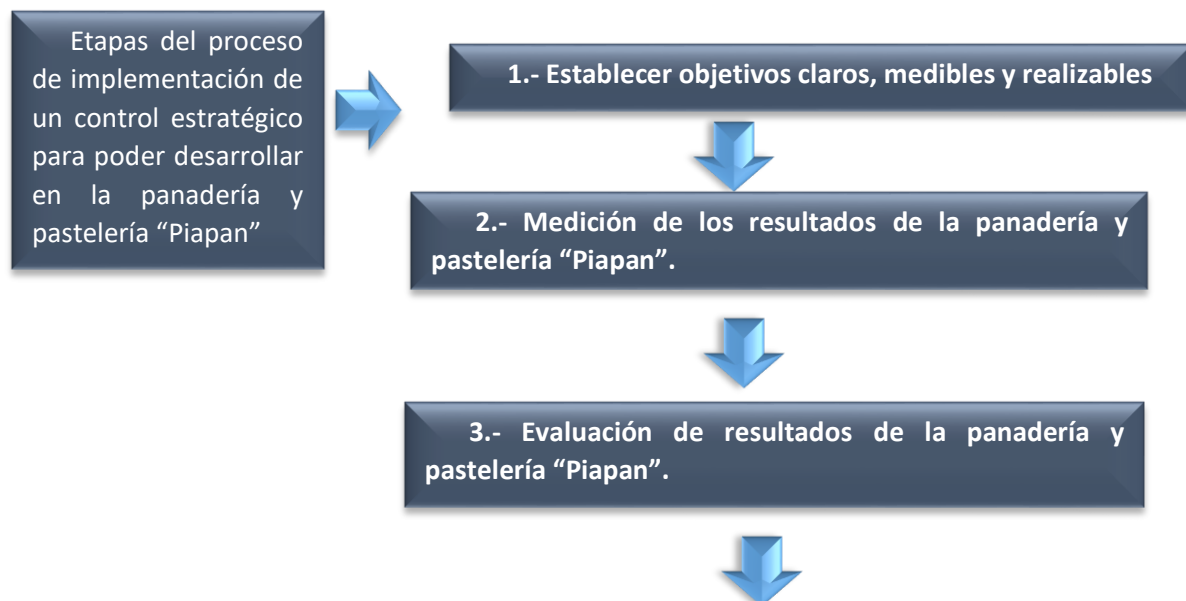 Etapas del proceso
de implementación de
un control estratégico
para poder desarrollar
en la panadería y
pastelería “Piapan”
1.- Establecer objetivos claros, medibles y realizables
2.- Medición de los resultados de la panadería y
pastelería “Piapan”.
3.- Evaluación de resultados de la panadería y
pastelería “Piapan”.